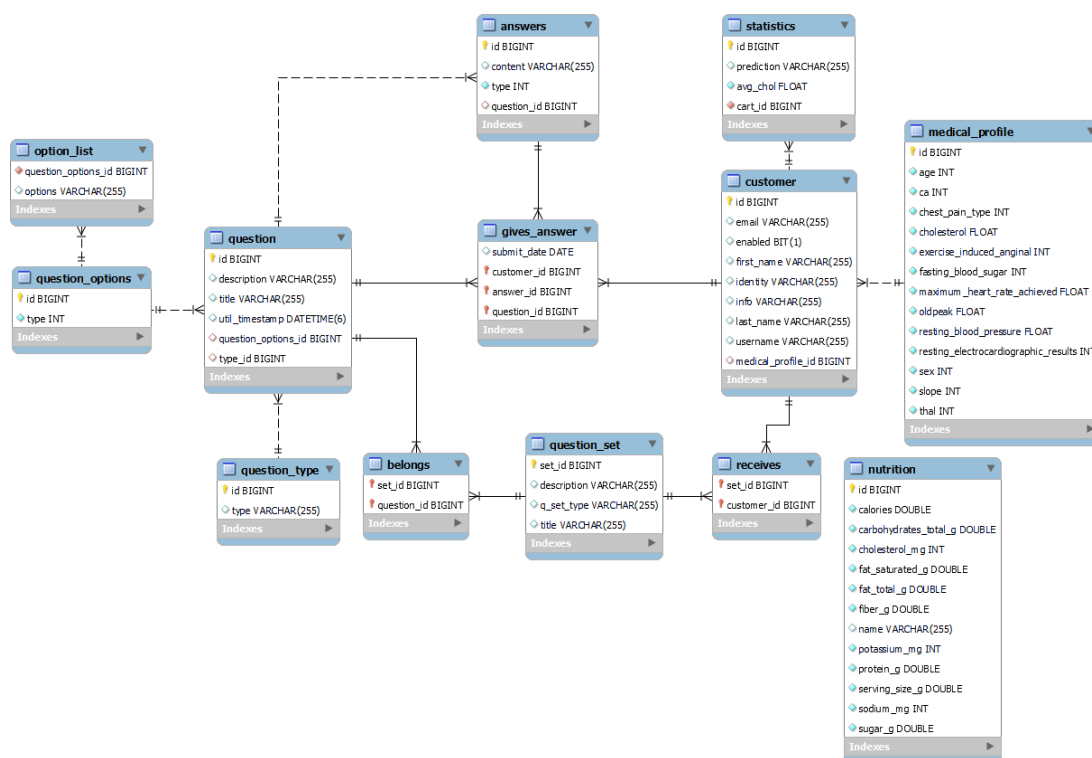 answers
id BIGINT
content VARCHAR(255)
type INT
question_id BIGINT
Indexes
statistics
id BIGINT
prediction VARCHAR(255)
avg_chol FLOAT
cart_id BIGINT
Indexes
medical_profile
id BIGINT
age INT
ca INT
chest_pain_type INT
cholesterol FLOAT
exercise_induced_anginal INT
fasting_blood_sugar INT
maximum_heart_rate_achieved FLOAT
oldpeak FLOAT
resting_blood_pressure FLOAT
resting_electrocardiographic_results INT
sex INT
slope INT
thal INT
Indexes
option_list
question_options_id BIGINT
options VARCHAR(255)
Indexes
customer
id BIGINT
email VARCHAR(255)
enabled BIT(1)
first_name VARCHAR(255)
identity VARCHAR(255)
info VARCHAR(255)
last_name VARCHAR(255)
username VARCHAR(255)
medical_profile_id BIGINT
Indexes
gives_answer
submit_date DATE
customer_id BIGINT
answer_id BIGINT
question_id BIGINT
Indexes
question
id BIGINT
description VARCHAR(255)
title VARCHAR(255)
util_timestamp DATETIME(6)
question_options_id BIGINT
type_id BIGINT
Indexes
question_options
id BIGINT
type INT
Indexes
question_type
id BIGINT
type VARCHAR(255)
Indexes
belongs
set_id BIGINT
question_id BIGINT
Indexes
question_set
set_id BIGINT
description VARCHAR(255)
q_set_type VARCHAR(255)
title VARCHAR(255)
Indexes
receives
set_id BIGINT
customer_id BIGINT
Indexes
nutrition
id BIGINT
calories DOUBLE
carbohydrates_total_g DOUBLE
cholesterol_mg INT
fat_saturated_g DOUBLE
fat_total_g DOUBLE
fiber_g DOUBLE
name VARCHAR(255)
potassium_mg INT
protein_g DOUBLE
serving_size_g DOUBLE
sodium_mg INT
sugar_g DOUBLE
Indexes